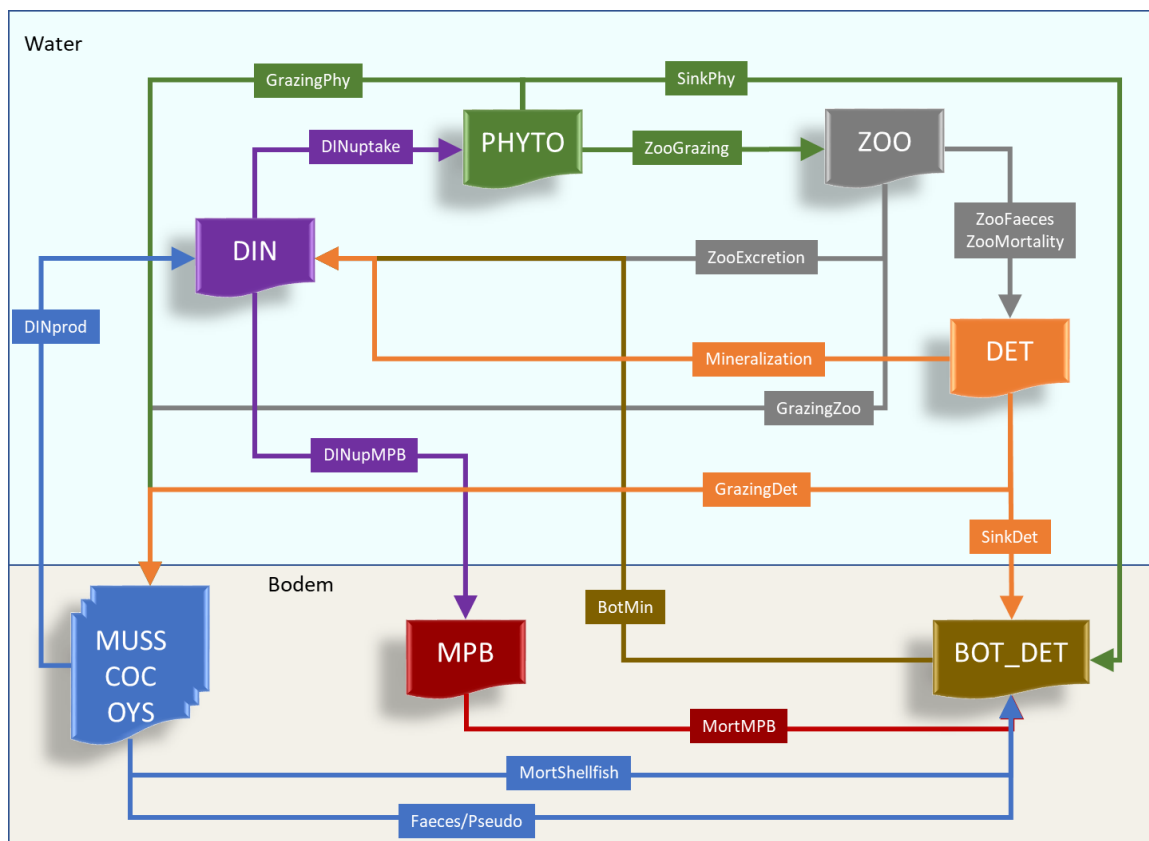 Water
GrazingPhy
SinkPhy
DINuptake
PHYTO
ZooGrazing
ZOO
ZooFaeces
ZooMortality
DIN
ZooExcretion
DINprod
Mineralization
DET
GrazingZoo
DINupMPB
GrazingDet
SinkDet
Bodem
BotMin
MUSS
COC
OYS
MPB
BOT_DET
MortMPB
MortShellfish
Faeces/Pseudo